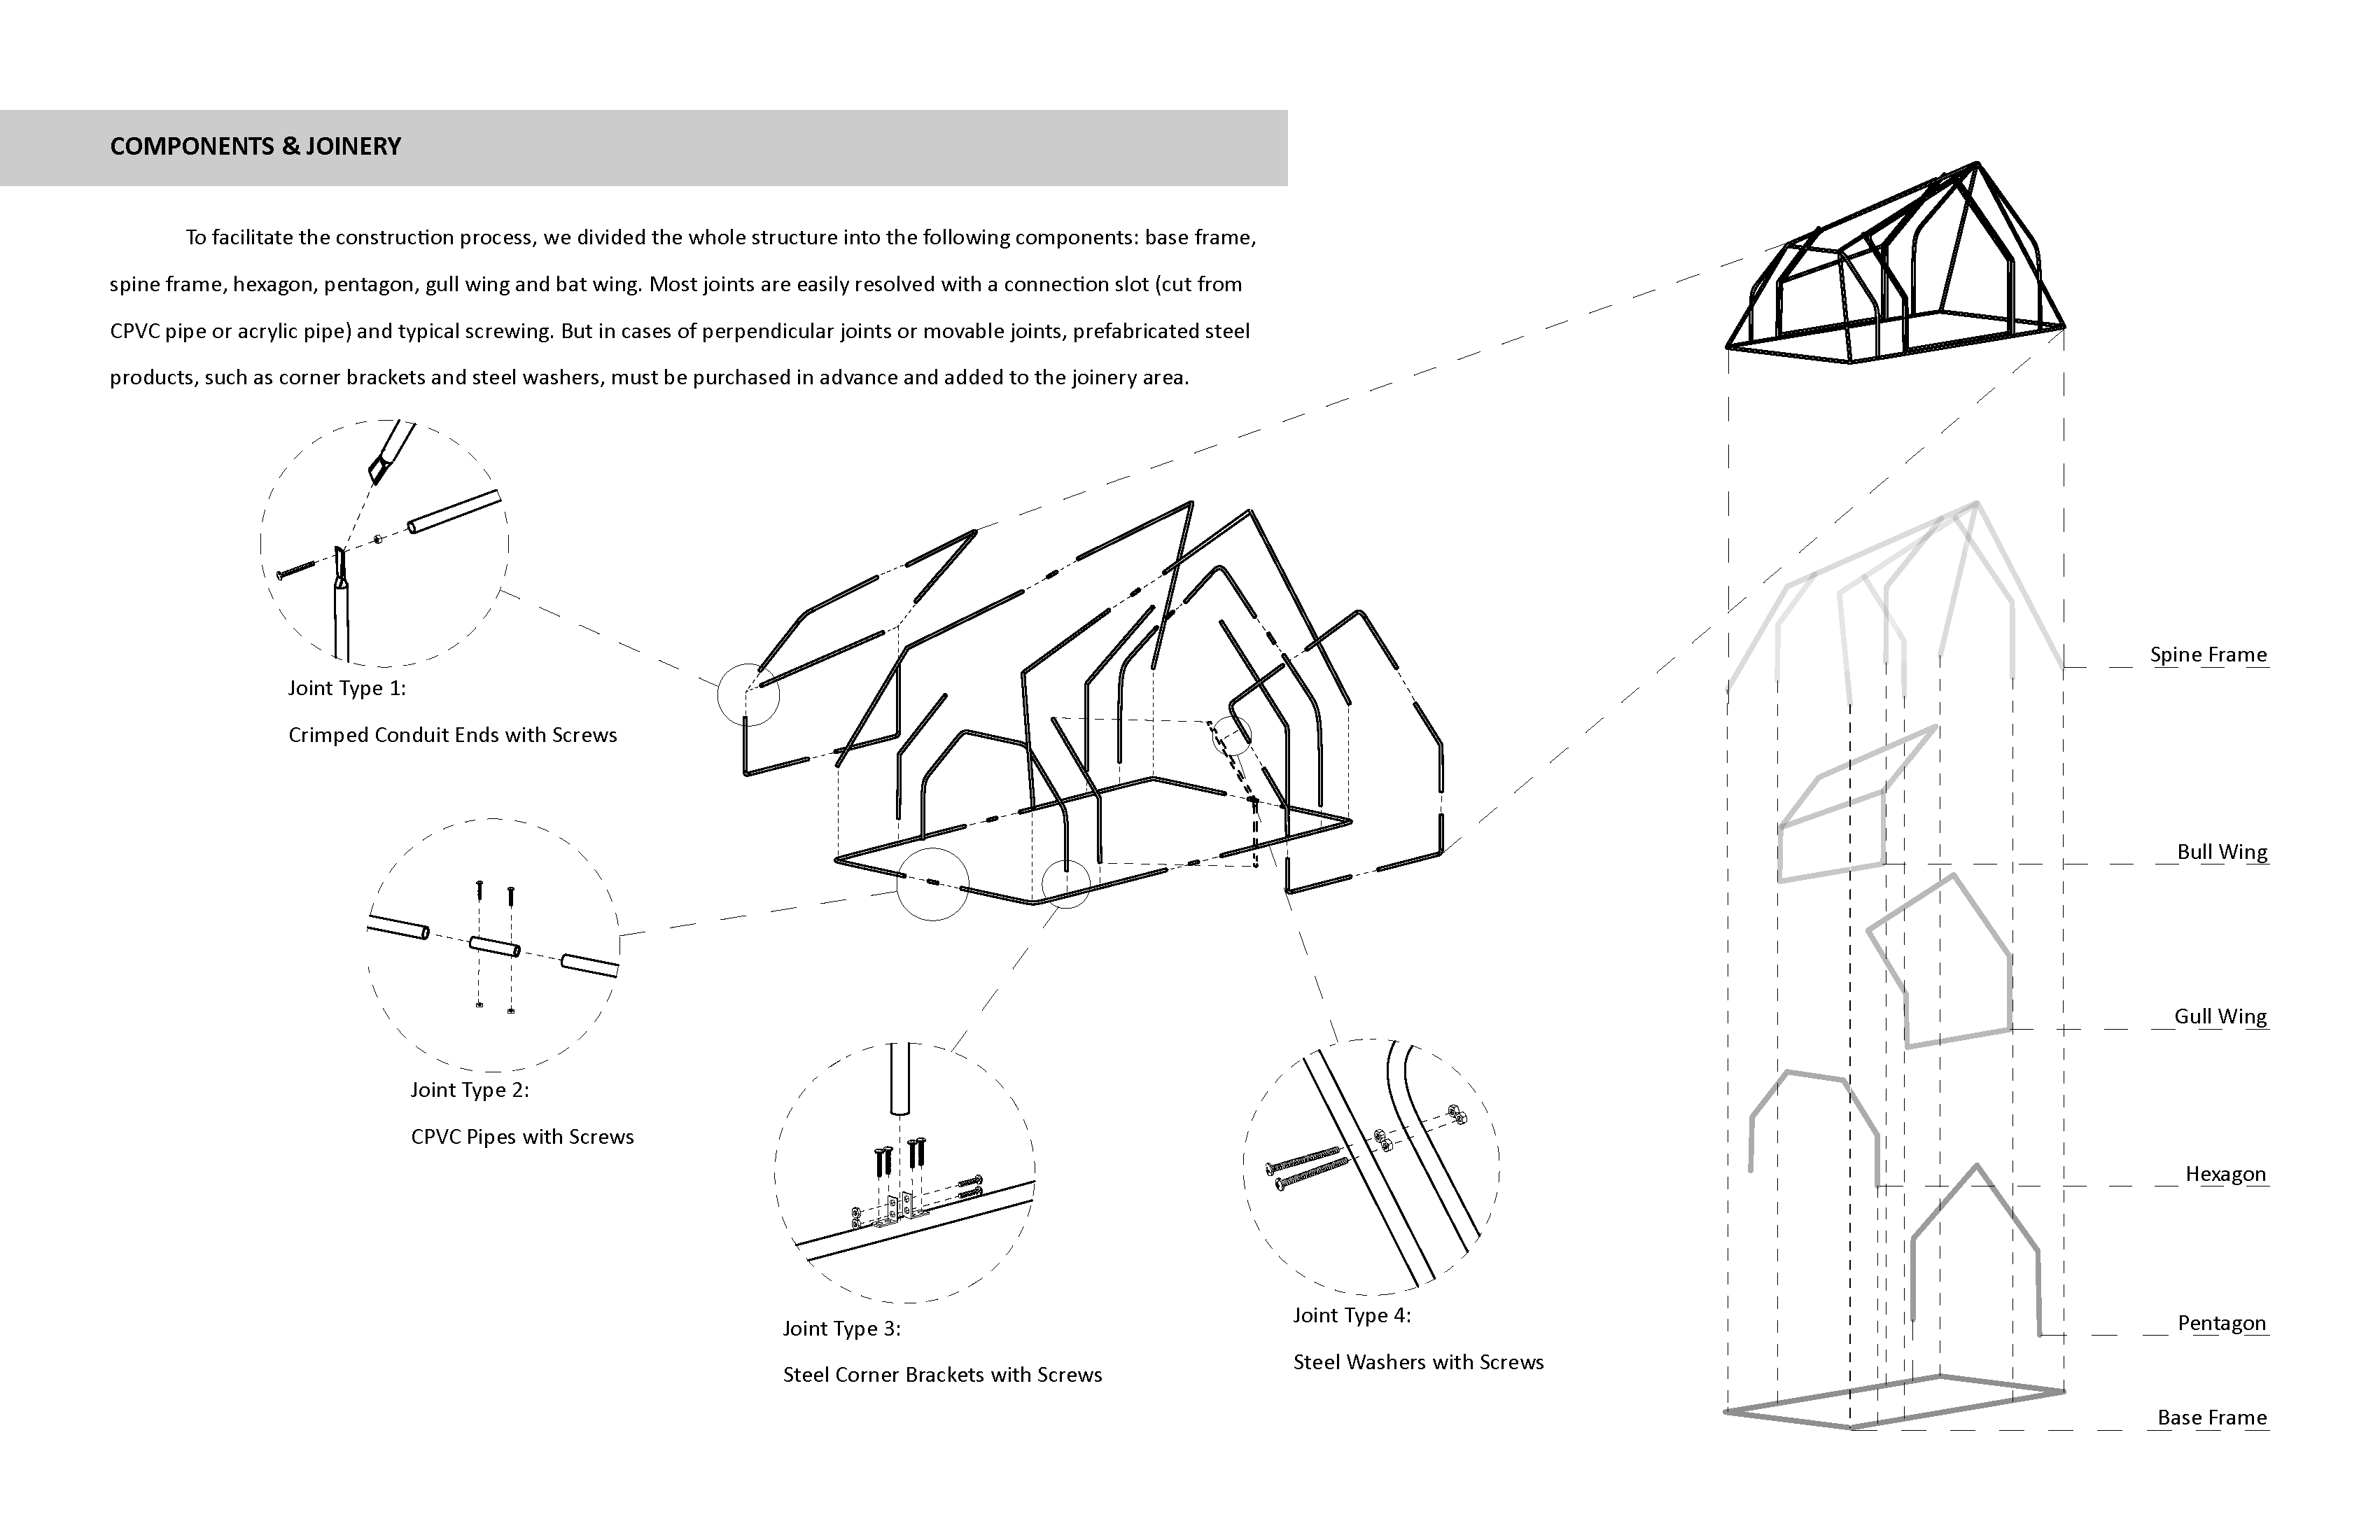 COMPONENTS & JOINERY
To facilitate the construction process, we divided the whole structure into the following components: base frame,
spine frame, hexagon, pentagon, gull wing and bat wing. Most joints are easily resolved with a connection slot (cut from
CPVC pipe or acrylic pipe) and typical screwing. But in cases of perpendicular joints or movable joints, prefabricated steel
products, such as corner brackets and steel washers, must be purchased in advance and added to the joinery area.
Joint Type 1:
Crimped Conduit Ends with Screws
Joint Type 2:
CPVC Pipes with Screws
Joint Type 3:
Steel Corner Brackets with Screws
Joint Type 4:
Steel Washers with Screws
Spine Frame
Bull Wing
Gull Wing
Hexagon
Pentagon
Base Frame